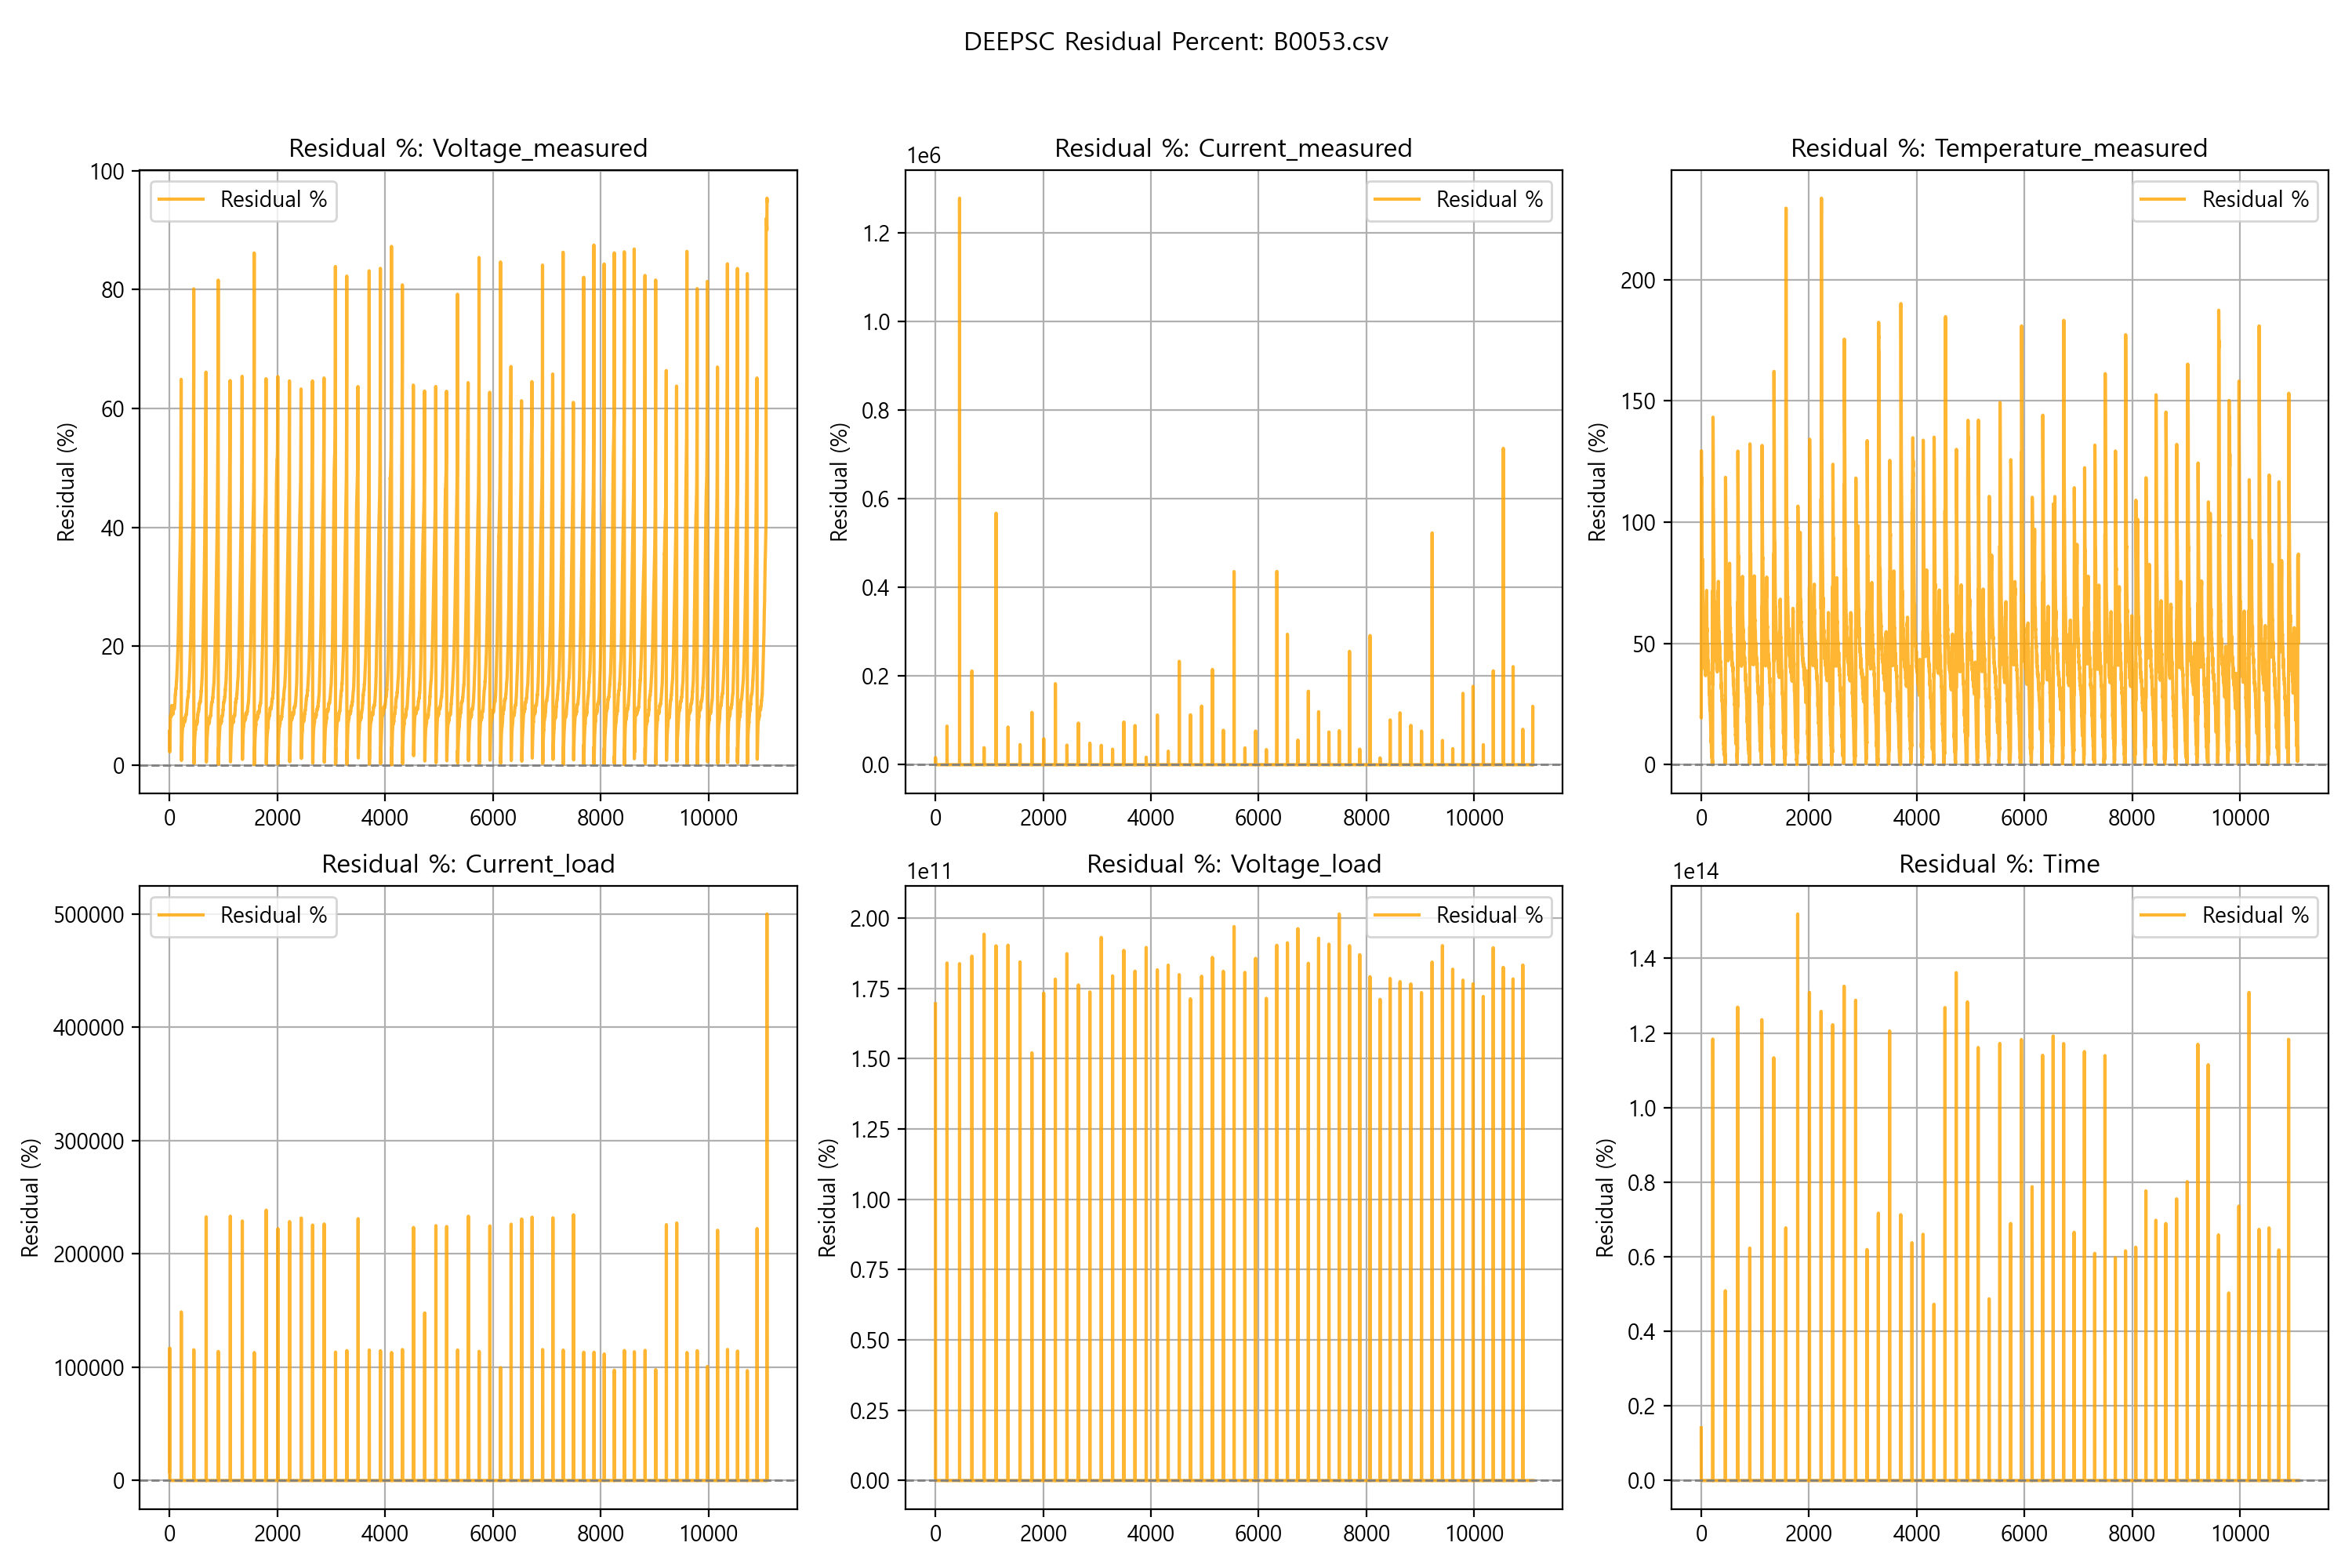 DEEPSC Residual Percent: B0053.csv
Residual %: Voltage_measured
Residual %
Residual (%)
100
80
60
40
20
0
0 2000 4000 6000 8000 10000
Residual %: Current_measured
1e6
Residual %
Residual (%)
1.2
1.0
0.8
0.6
0.4
0.2
0.0
0 2000 4000 6000 8000 10000
Residual %: Temperature_measured
Residual %
Residual (%)
200
150
100
50
0
0 2000 4000 6000 8000 10000
Residual %: Current_load
Residual %
Residual (%)
500000
400000
300000
200000
100000
0
0 2000 4000 6000 8000 10000
Residual %: Voltage_load
1e11
Residual %
Residual (%)
2.00
1.75
1.50
1.25
1.00
0.75
0.50
0.25
0.00
0 2000 4000 6000 8000 10000
Residual %: Time
1e14
Residual %
Residual (%)
1.4
1.2
1.0
0.8
0.6
0.4
0.2
0.0
0 2000 4000 6000 8000 10000